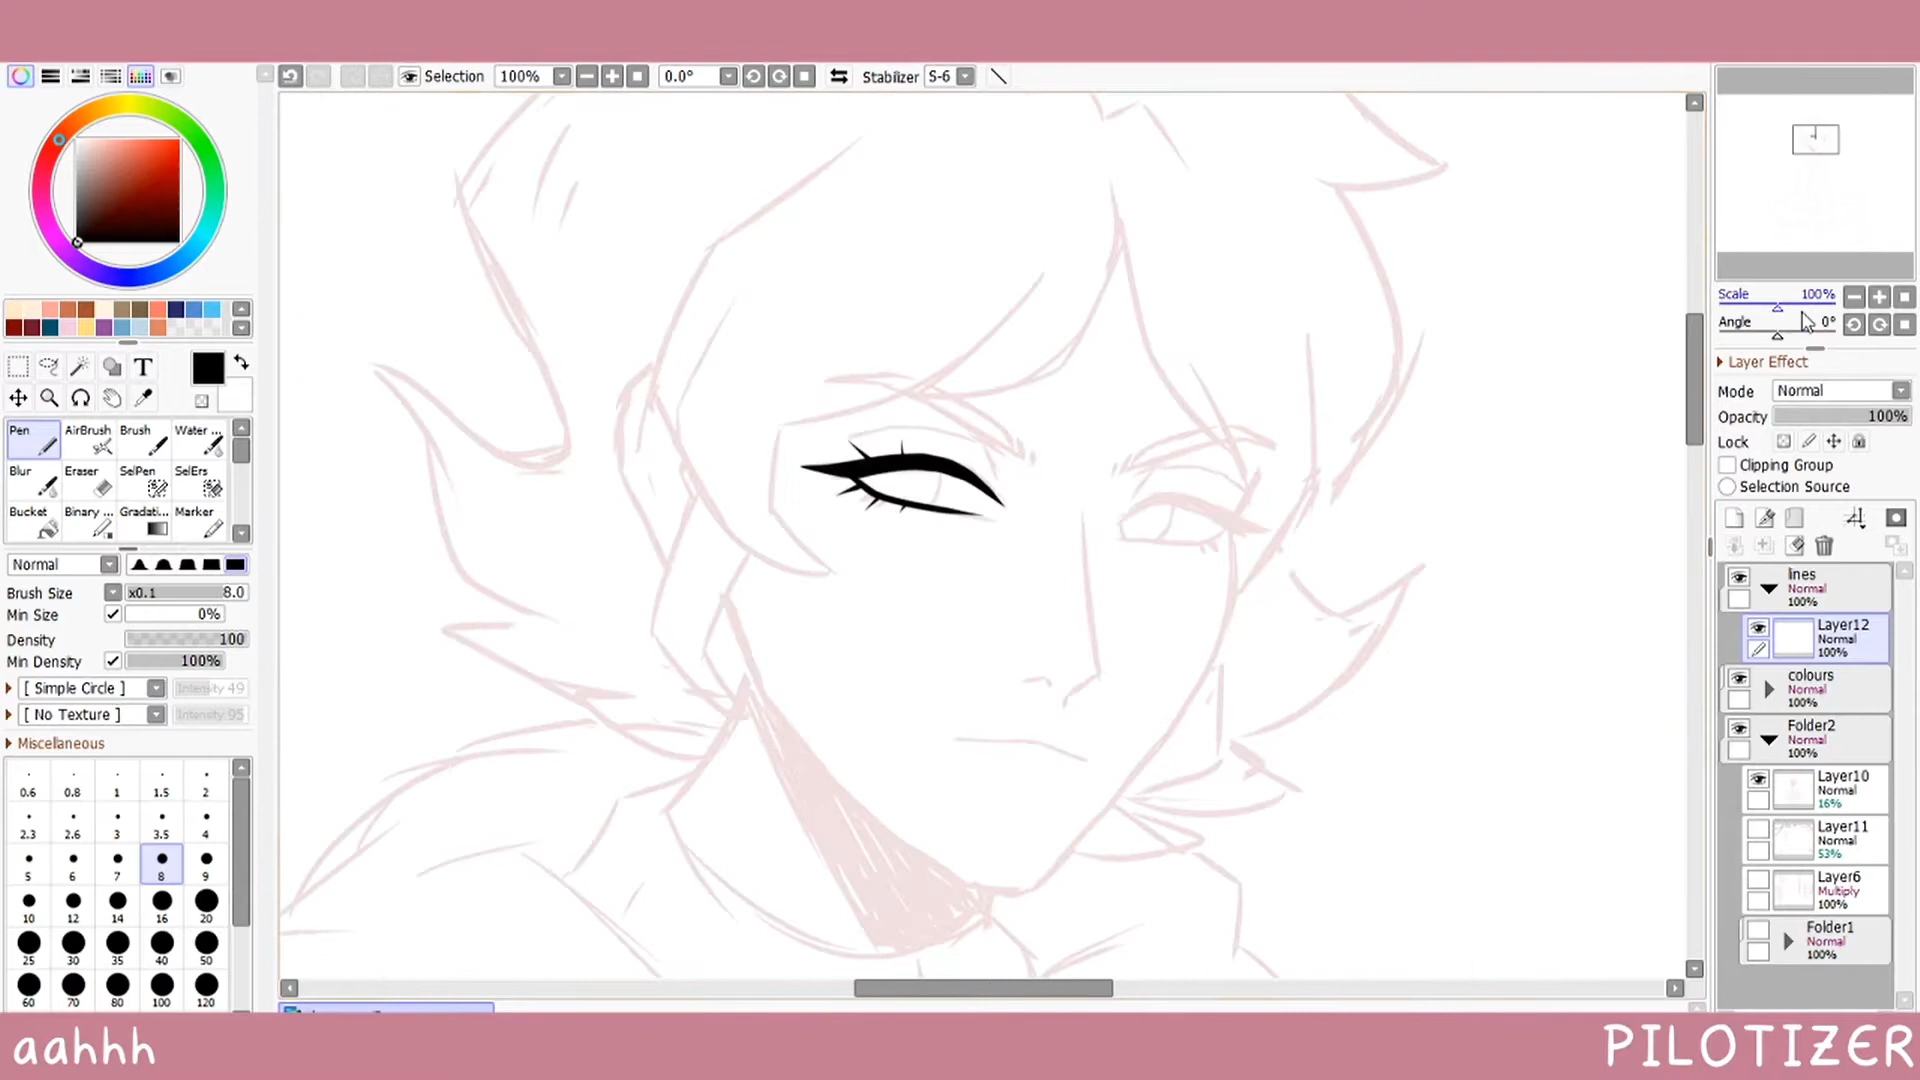 Selection 100% 0.0° Stabilizer S-6
Scale 100%
Angle 0°
Layer Effect
Mode Normal
Opacity 100%
Lock
Clipping Group
Selection Source
T
Pen AirBrush Brush Water ...
Blur Eraser SelPen SelErs
Bucket Binary ... Gradati... Marker
Normal
Brush Size x0.1 8.0
Min Size 0%
Density 100
Min Density 100%
[ Simple Circle ] Intensity 49
[ No Texture ] Intensity 95
Miscellaneous
0.6 0.8 1 1.5 2
2.3 2.6 3 3.5 4
5 6 7 8 9
10 12 14 16 20
25 30 35 40 50
60 70 80 100 120
lines
Normal
100%
Layer12
Normal
100%
colours
Normal
100%
Folder2
Normal
100%
Layer10
Normal
16%
Layer11
Normal
53%
Layer6
Multiply
100%
Folder1
Normal
100%
aahhh
PILOTIZER